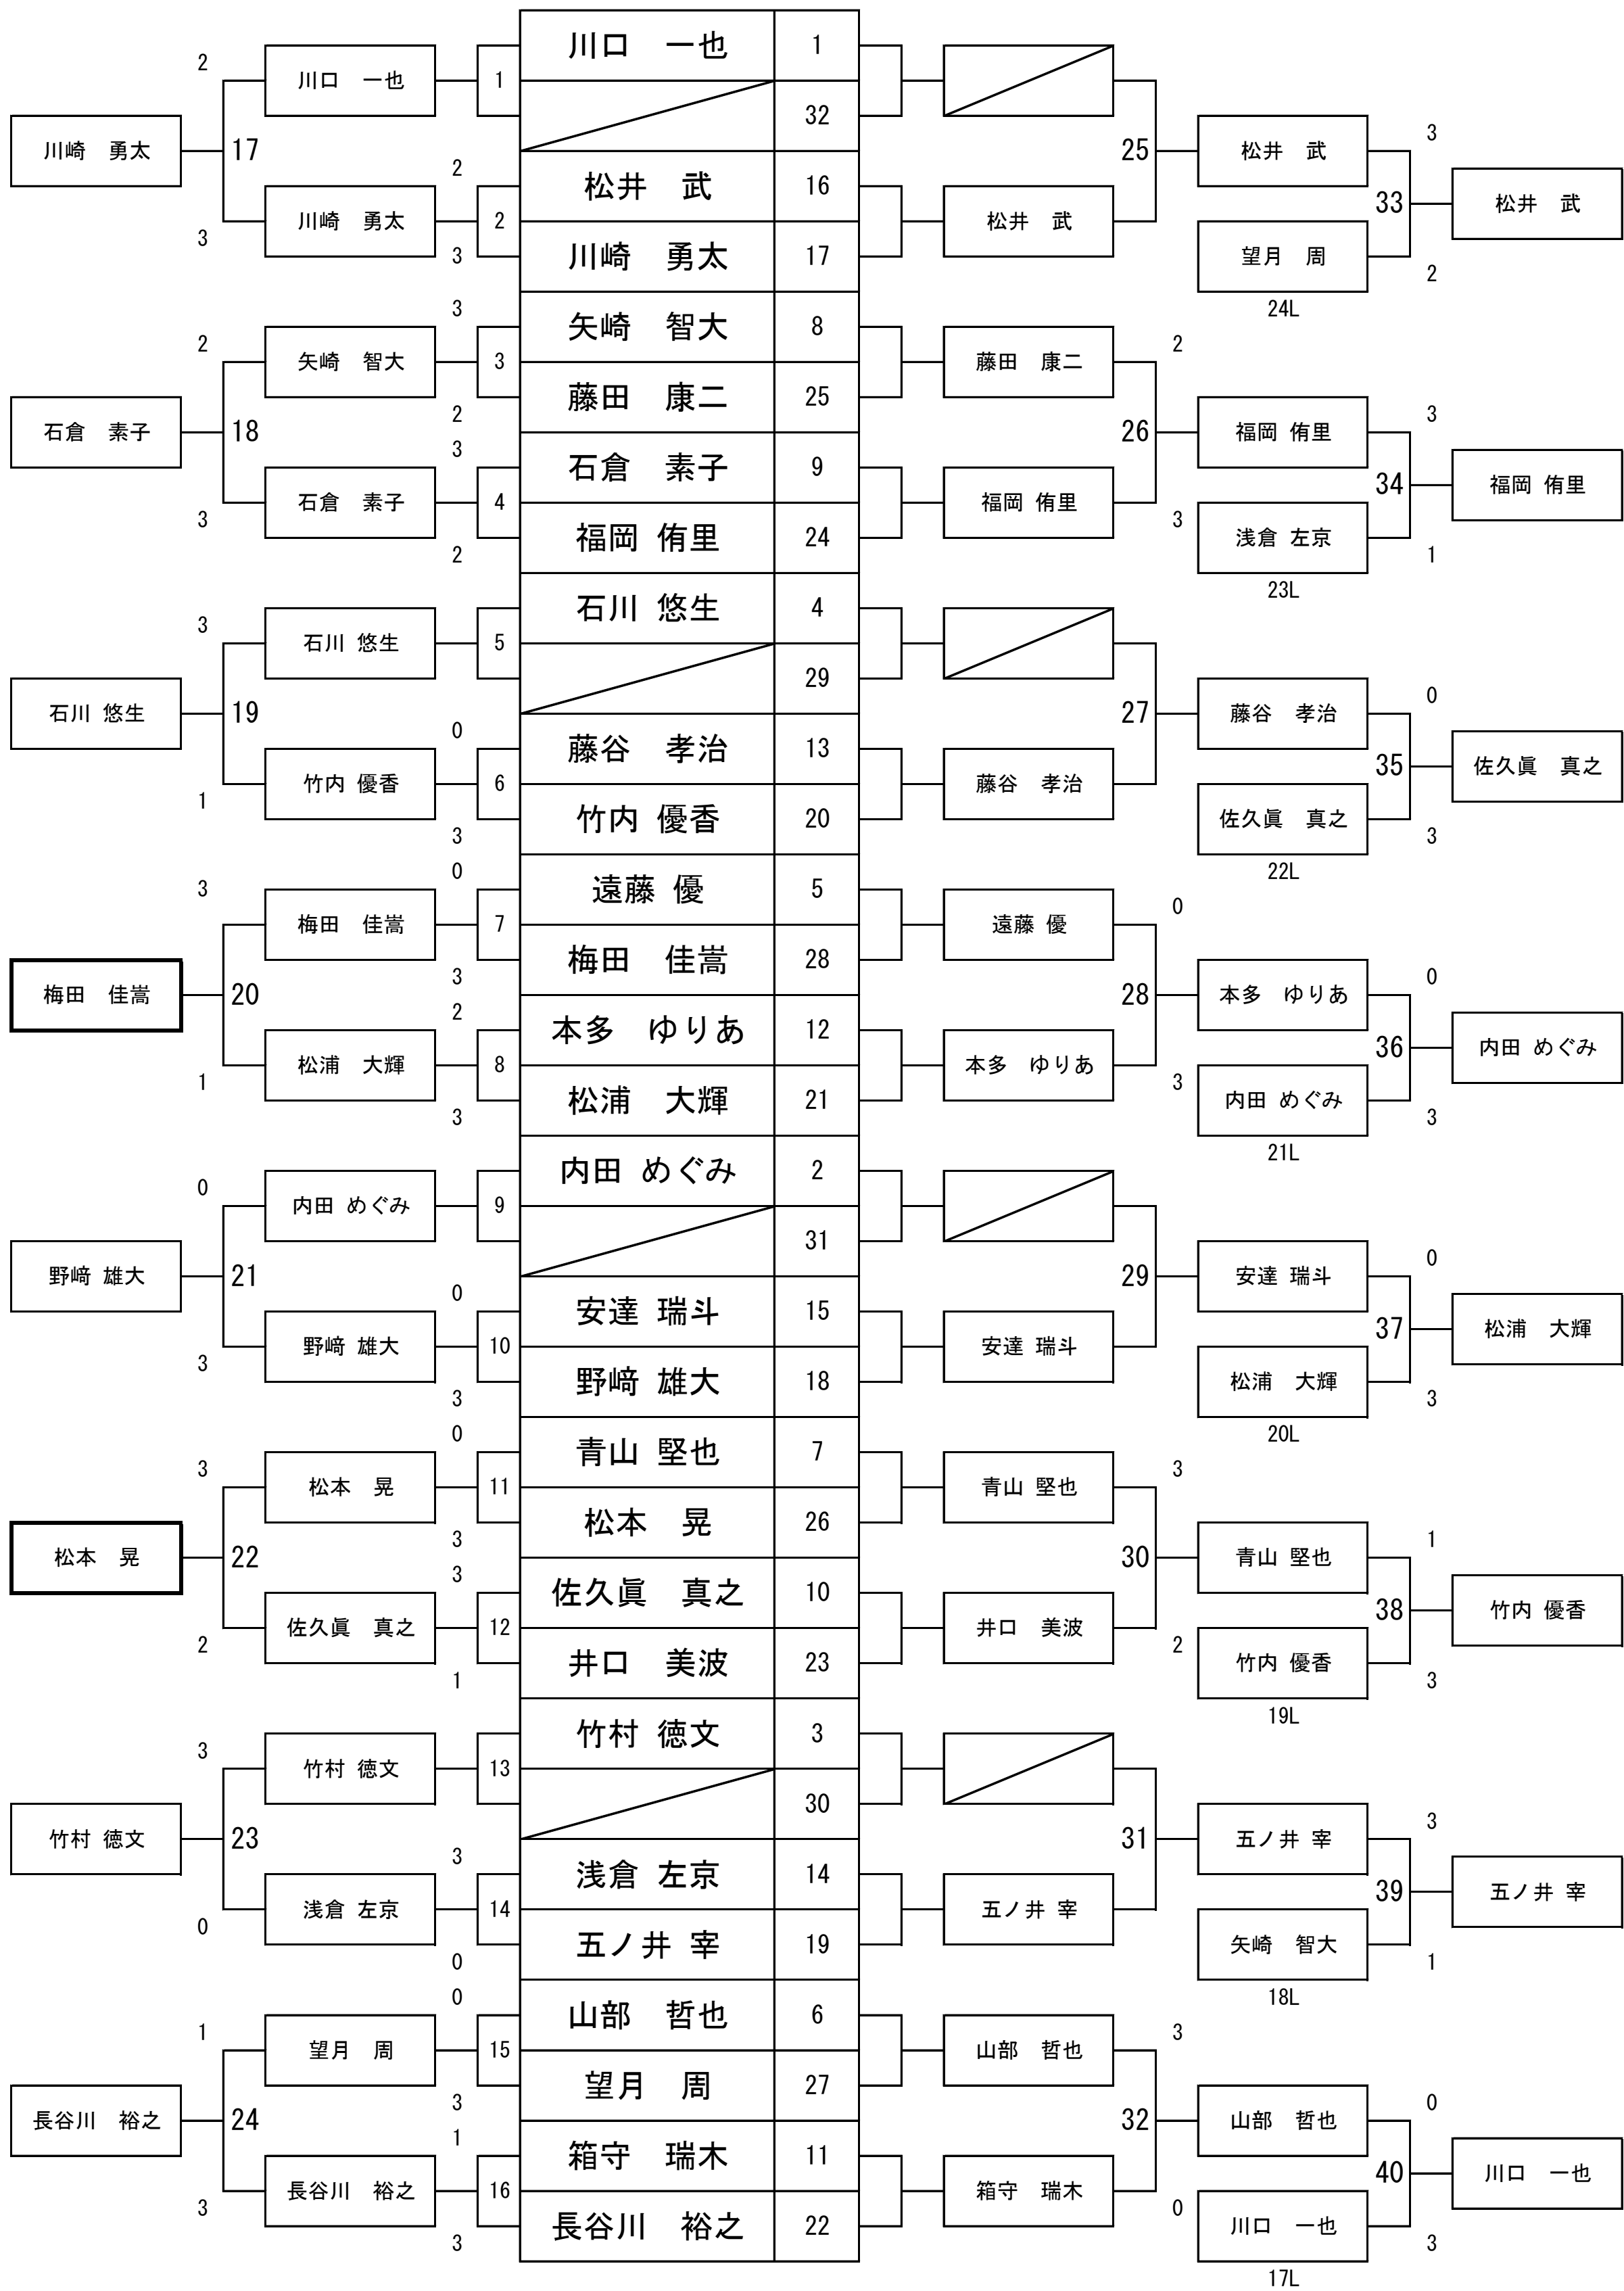 川口　一也 1
32
松井　武 16
川崎　勇太 17
矢崎　智大 8
藤田　康二 25
石倉　素子 9
福岡 侑里 24
石川 悠生 4
29
藤谷　孝治 13
竹内 優香 20
遠藤 優 5
梅田　佳嵩 28
本多　ゆりあ 12
松浦　大輝 21
内田 めぐみ 2
31
安達 瑞斗 15
野﨑 雄大 18
青山 堅也 7
松本　晃 26
佐久眞　真之 10
井口　美波 23
竹村 徳文 3
30
浅倉 左京 14
五ノ井 宰 19
山部　哲也 6
望月　周 27
箱守　瑞木 11
長谷川　裕之 22
2
川口　一也 1
川崎　勇太 17
2
川崎　勇太 2
3
3
3
2
矢崎　智大 3
石倉　素子 18
2
3
石倉　素子 4
3
2
3
石川 悠生 5
石川 悠生 19
0
竹内 優香 6
1
3
0
3
梅田　佳嵩 7
梅田　佳嵩 20
3
2
松浦　大輝 8
1
3
0
内田 めぐみ 9
野﨑 雄大 21
0
野﨑 雄大 10
3
3
0
3
松本　晃 11
松本　晃 22
3
3
佐久眞　真之 12
2
1
3
竹村 徳文 13
竹村 徳文 23
3
浅倉 左京 14
0
0
0
1
望月　周 15
長谷川　裕之 24
3
1
長谷川　裕之 16
3
3
25
松井　武
松井　武
3
33
松井　武
望月　周
2
24L
藤田　康二
2
26
福岡 侑里
3
福岡 侑里
3
34
福岡 侑里
浅倉 左京
1
23L
27
藤谷　孝治
藤谷　孝治
0
35
佐久眞　真之
佐久眞　真之
3
22L
遠藤 優
0
28
本多　ゆりあ
3
本多　ゆりあ
0
36
内田 めぐみ
内田 めぐみ
3
21L
29
安達 瑞斗
安達 瑞斗
0
37
松浦　大輝
松浦　大輝
3
20L
青山 堅也
3
30
井口　美波
2
青山 堅也
1
38
竹内 優香
竹内 優香
3
19L
31
五ノ井 宰
五ノ井 宰
3
39
五ノ井 宰
矢崎　智大
1
18L
山部　哲也
3
32
箱守　瑞木
0
山部　哲也
0
40
川口　一也
川口　一也
3
17L